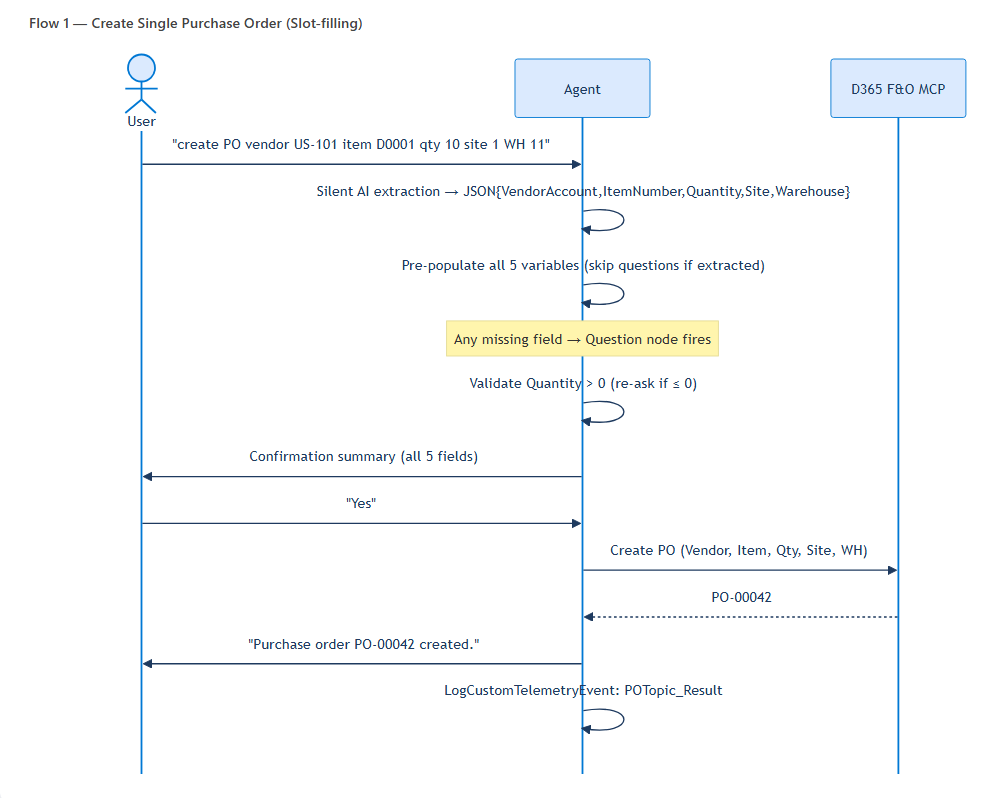 Flow 1 — Create Single Purchase Order (Slot-filling)
User
Agent
D365 F&O MCP
"create PO vendor US-101 item D0001 qty 10 site 1 WH 11"
Silent AI extraction → JSON{VendorAccount,ItemNumber,Quantity,Site,Warehouse}
Pre-populate all 5 variables (skip questions if extracted)
Any missing field → Question node fires
Validate Quantity > 0 (re-ask if ≤ 0)
Confirmation summary (all 5 fields)
"Yes"
Create PO (Vendor, Item, Qty, Site, WH)
PO-00042
"Purchase order PO-00042 created."
LogCustomTelemetryEvent: POTopic_Result